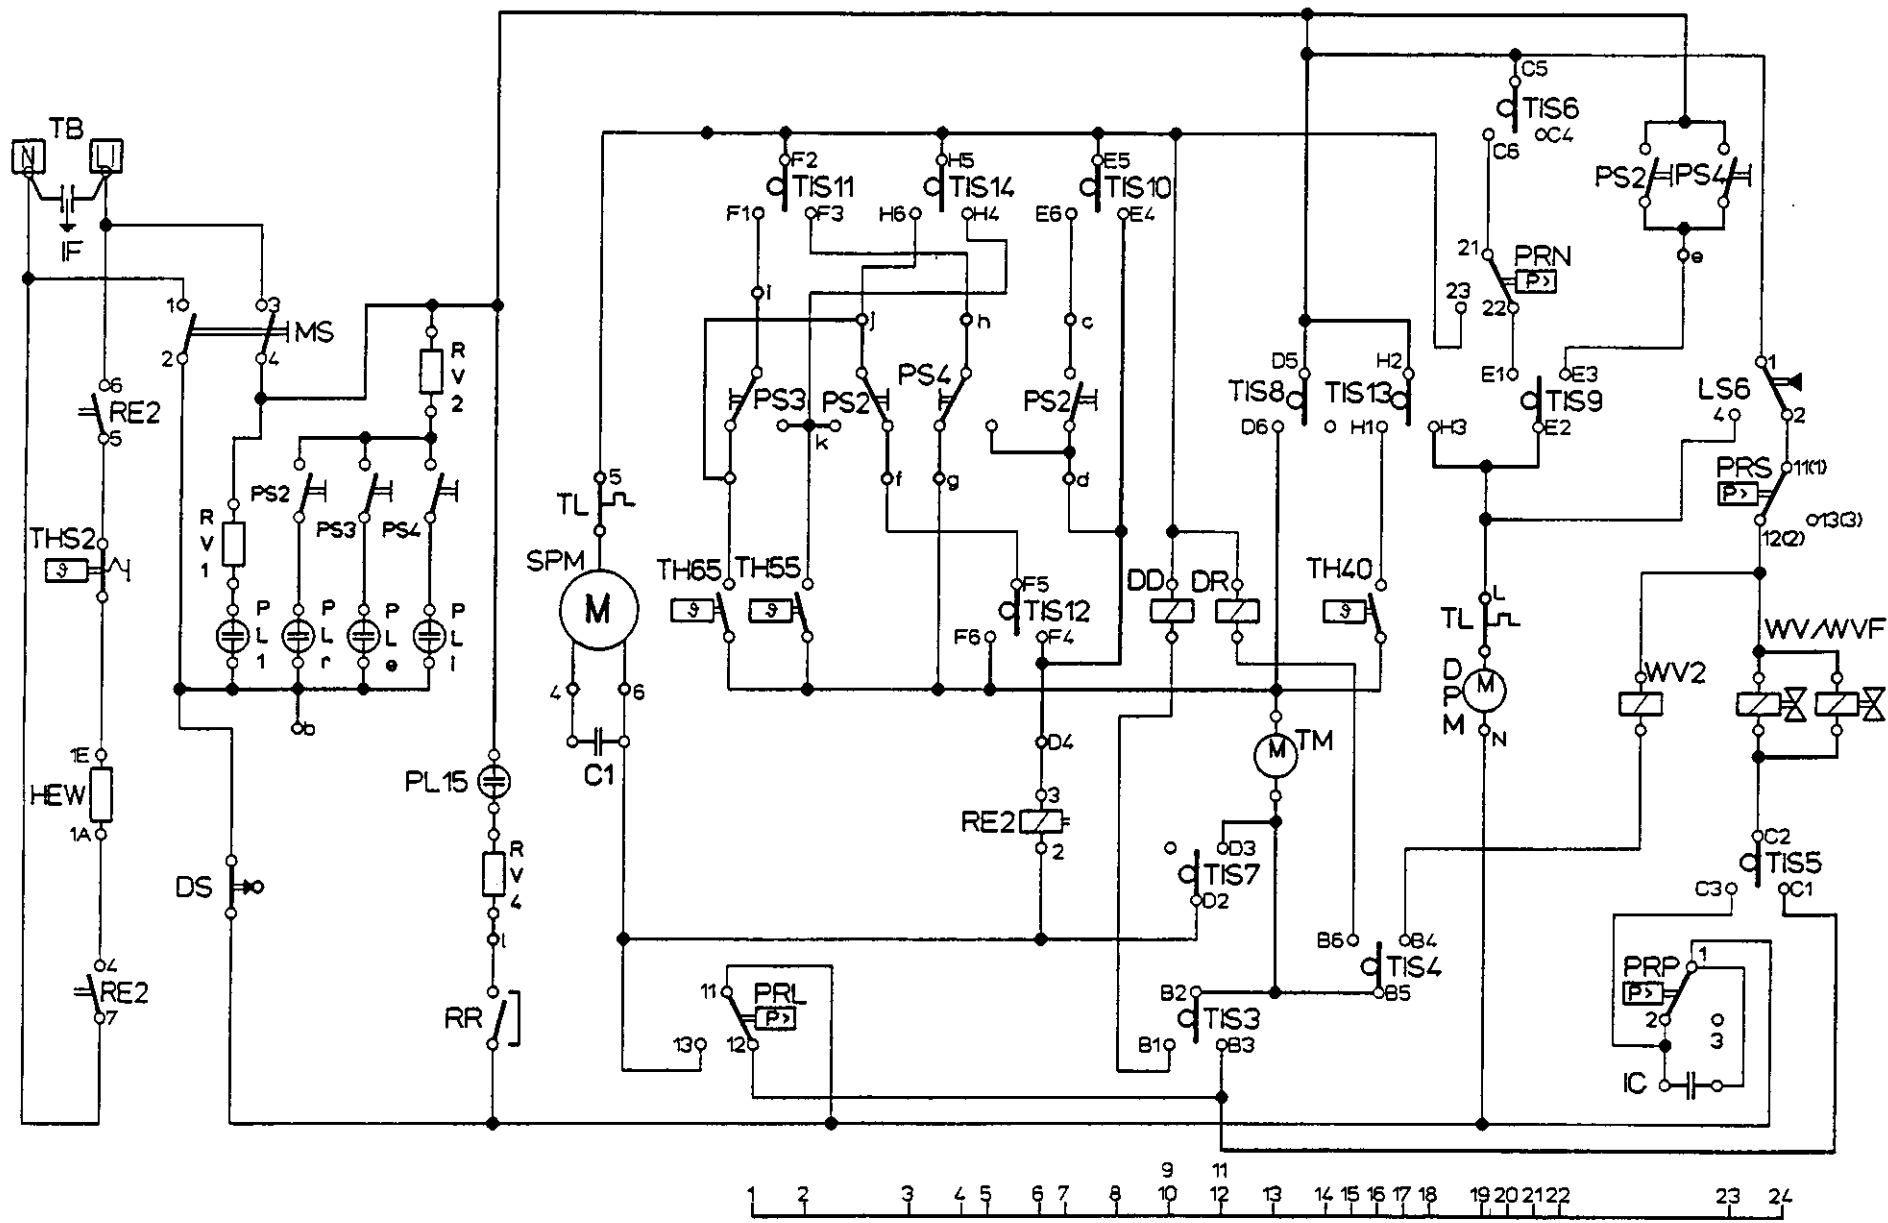 TB
N
L1
IF
1
3
MS
2
4
6
RE2
5
R
V
2
PS2
PS3
PS4
R
V
1
THS2
ϑ
P
L
1
P
L
r
P
L
e
P
L
i
b
1E
HEW
1A
DS
4
RE2
7
PL15
R
V
4
l
RR
5
TL
SPM
M
4
6
C1
F2
TIS11
F1
F3
H5
TIS14
H6
H4
E5
TIS10
E6
E4
i
j
h
c
PS3
PS2
PS4
PS2
k
f
g
d
TH65
ϑ
TH55
ϑ
F5
TIS12
F6
F4
DD
DR
D4
RE2
3
2
TM
M
D3
TIS7
D2
11
PRL
P>
13
12
B2
TIS3
B1
B3
B6
B4
TIS4
B5
C5
TIS6
C6
C4
21
PRN
P>
23
22
PS2
PS4
e
D5
H2
TIS8
TIS13
D6
H1
H3
E1
E3
TIS9
E2
1
LS6
4
2
PRS
11(1)
P>
12(2)
13(3)
TH40
ϑ
L
TL
D
P
M
M
N
WV2
WV/WVF
C2
TIS5
C3
C1
PRP
P>
1
2
3
IC
9 11
1 2 3 4 5 6 7 8 10 12 13 14 15 16 17 18 19 20 21 22 23 24